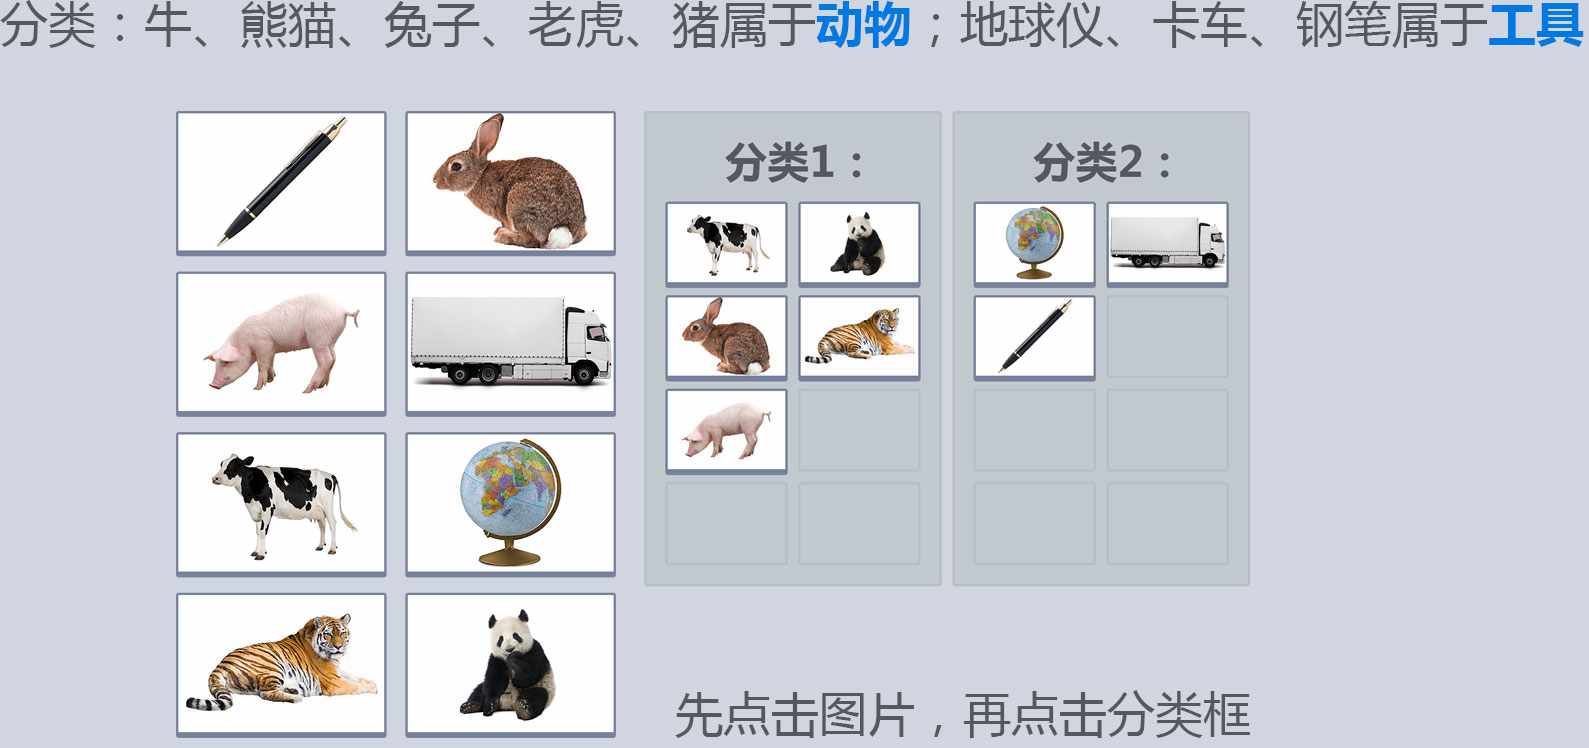 分类：牛、熊猫、兔子、老虎、猪属于动物；地球仪、卡车、钢笔属于工具
分类1：
分类2：
先点击图片，再点击分类框